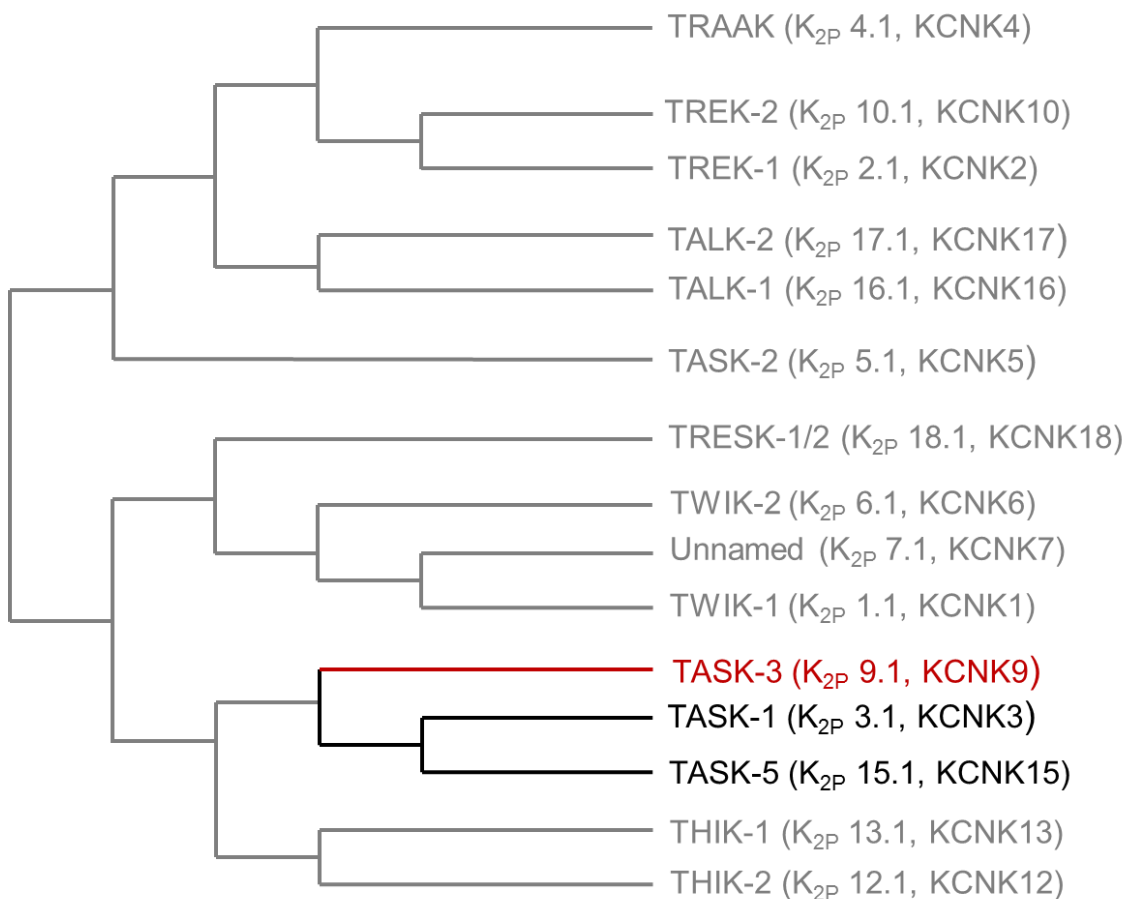 TRAAK (K2P 4.1, KCNK4)
TREK-2 (K2P 10.1, KCNK10)
TREK-1 (K2P 2.1, KCNK2)
TALK-2 (K2P 17.1, KCNK17)
TALK-1 (K2P 16.1, KCNK16)
TASK-2 (K2P 5.1, KCNK5)
TRESK-1/2 (K2P 18.1, KCNK18)
TWIK-2 (K2P 6.1, KCNK6)
Unnamed (K2P 7.1, KCNK7)
TWIK-1 (K2P 1.1, KCNK1)
TASK-3 (K2P 9.1, KCNK9)
TASK-1 (K2P 3.1, KCNK3)
TASK-5 (K2P 15.1, KCNK15)
THIK-1 (K2P 13.1, KCNK13)
THIK-2 (K2P 12.1, KCNK12)